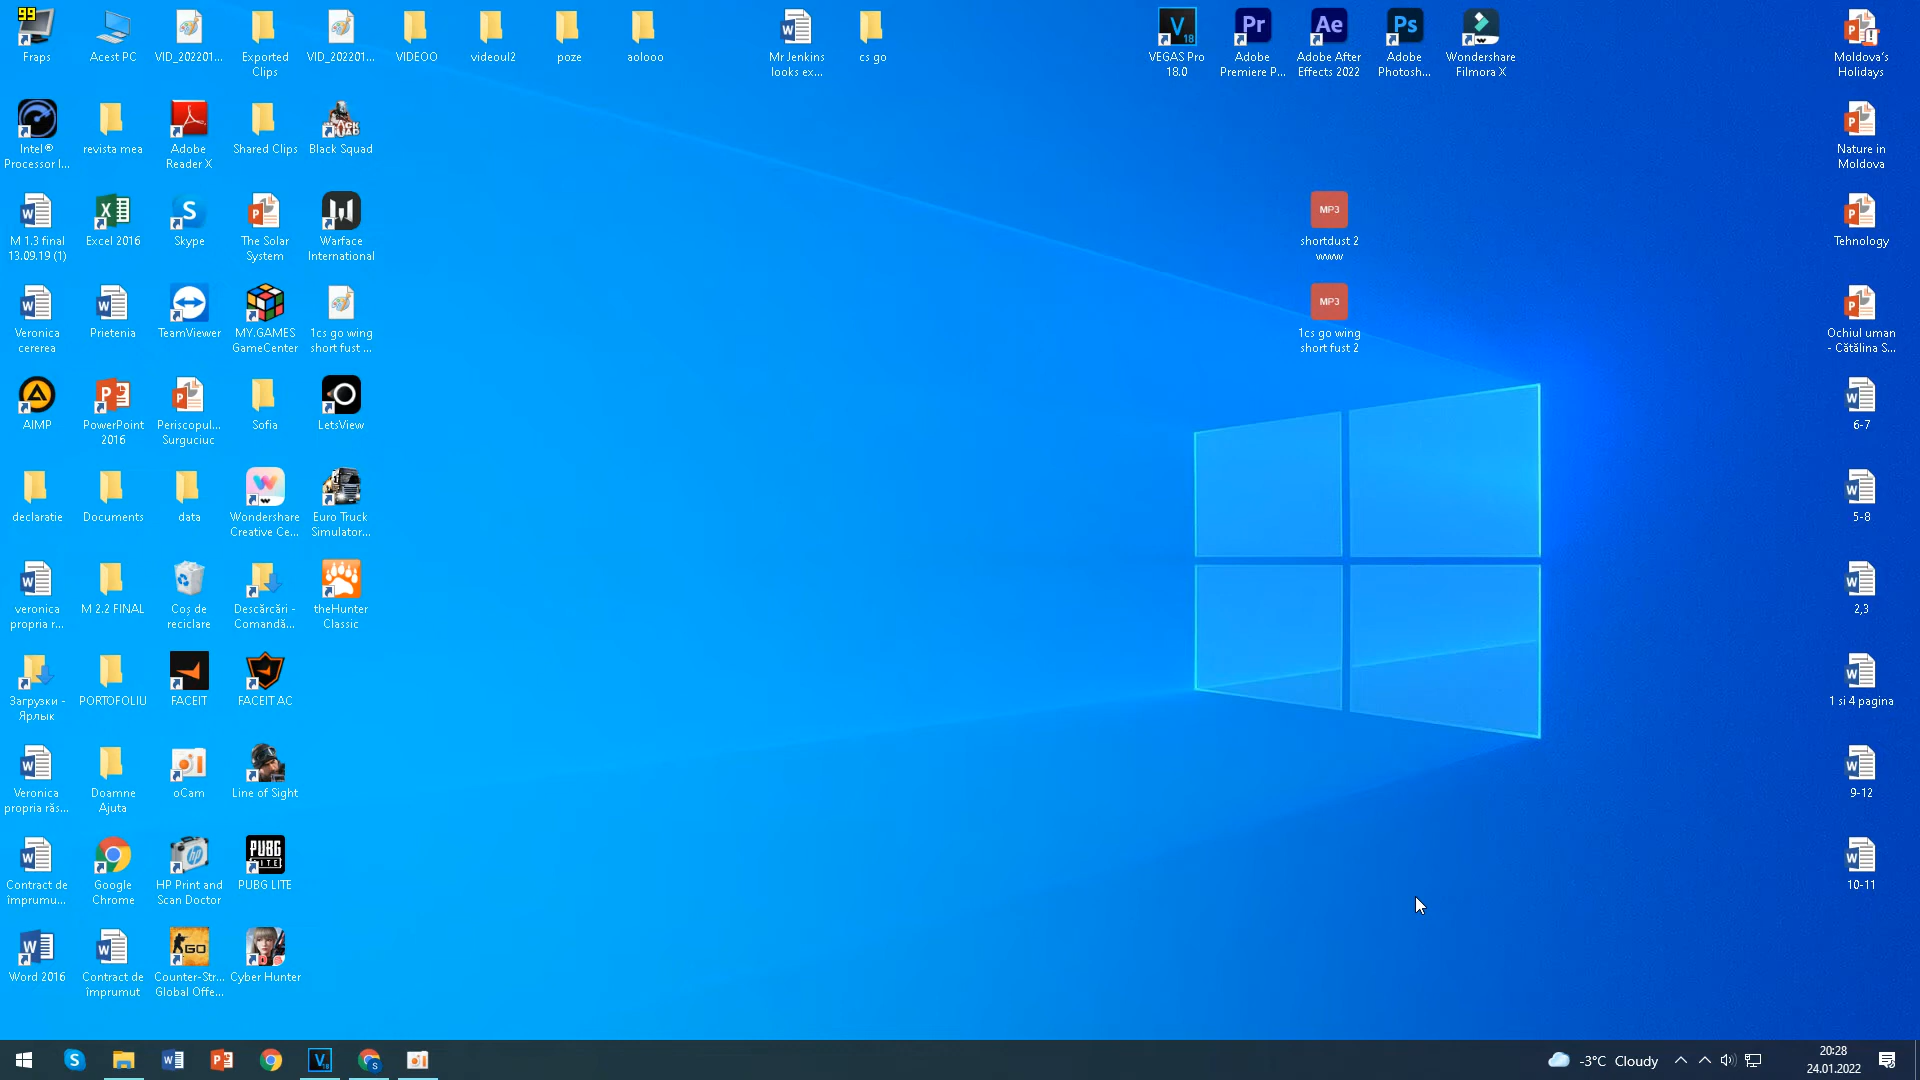 99
Fraps
Acest PC
VID_202201...
Exported
Clips
VID_202201...
VIDEOO
videoul2
poze
aolooo
Mr Jenkins
looks ex...
cs go
VEGAS Pro
18.0
Adobe
Premiere P...
Adobe After
Effects 2022
Adobe
Photosh...
Wondershare
Filmora X
Moldova's
Holidays
Intel®
Processor I...
revista mea
Adobe
Reader X
Shared Clips
Black Squad
Nature in
Moldova
M 1.3 final
13.09.19 (1)
Excel 2016
Skype
The Solar
System
Warface
International
MP3
shortdust 2
www
Tehnology
Veronica
cererea
Prietenia
TeamViewer
MY.GAMES
GameCenter
1cs go wing
short fust ...
MP3
1cs go wing
short fust 2
Ochiul uman
- Cătălina S...
AIMP
PowerPoint
2016
Periscopul...
Surguciuc
Sofia
LetsView
6-7
declaratie
Documents
data
Wondershare
Creative Ce...
Euro Truck
Simulator...
5-8
veronica
propria r...
M 2.2 FINAL
Coș de
reciclare
Descărcări -
Comandă...
theHunter
Classic
2,3
Загрузки -
Ярлык
PORTOFOLIU
FACEIT
FACEIT AC
1 si 4 pagina
Veronica
propria răs...
Doamne
Ajuta
oCam
Line of Sight
9-12
Contract de
împrumu...
Google
Chrome
HP Print and
Scan Doctor
PUBG LITE
10-11
Word 2016
Contract de
împrumut
Counter-Str...
Global Offe...
Cyber Hunter
-3°C Cloudy
20:28
24.01.2022